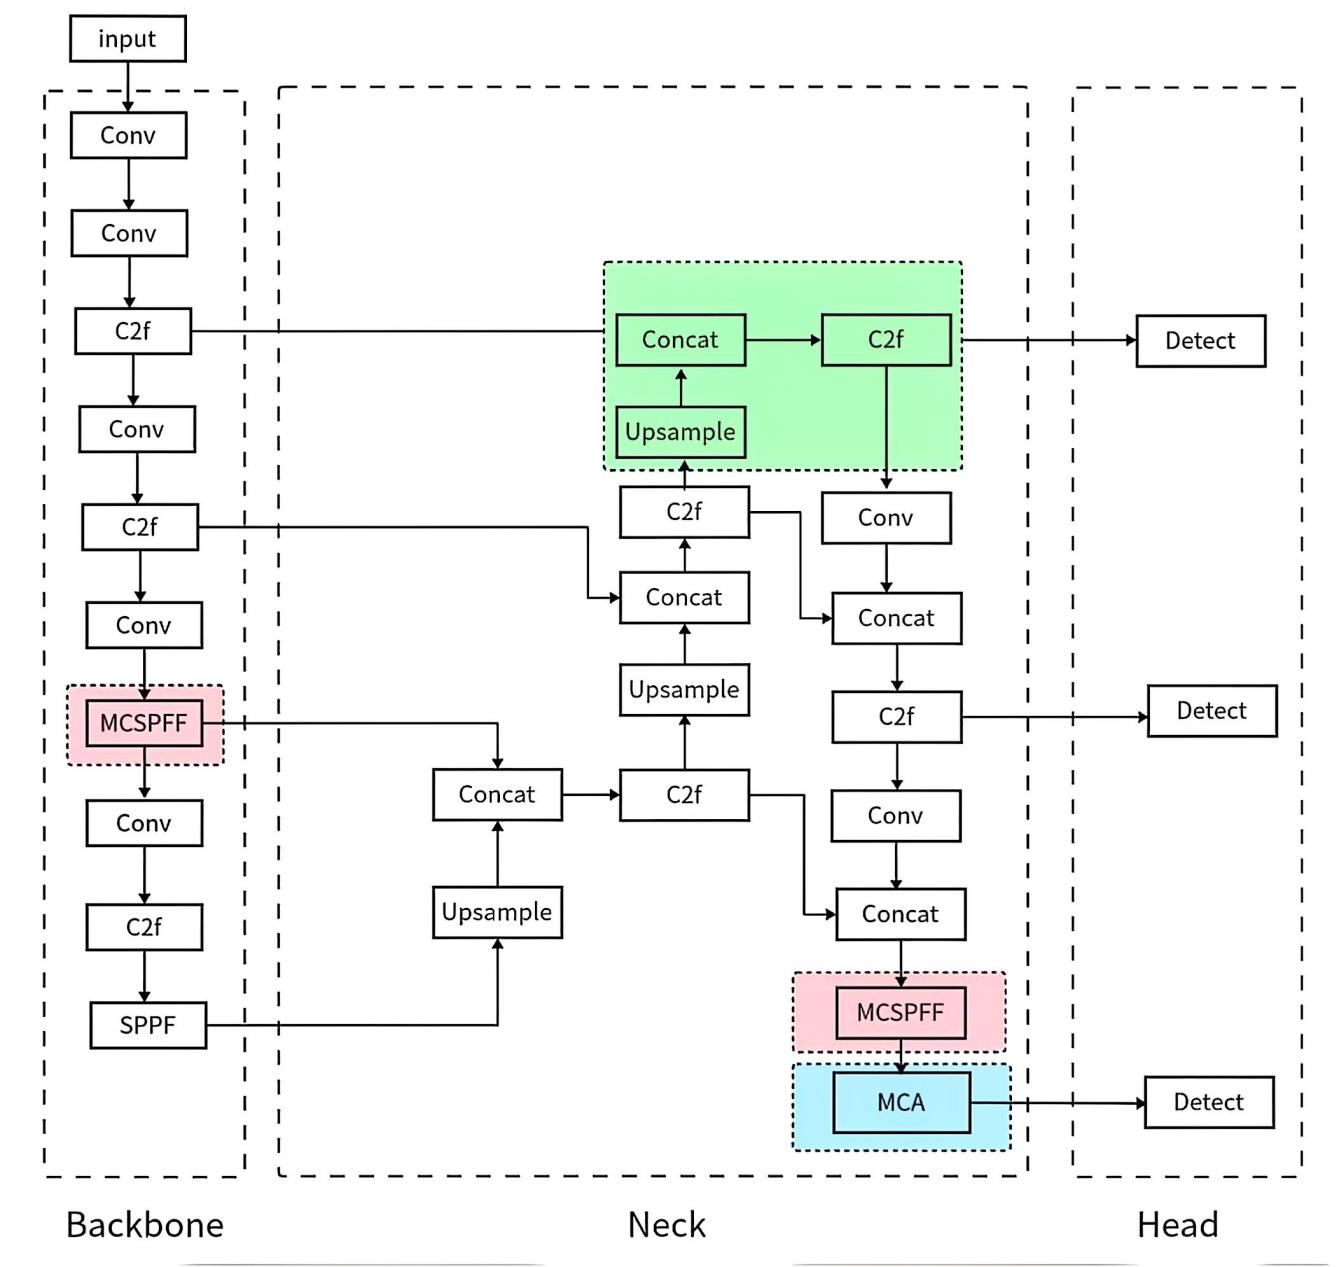 input
Conv
Conv
C2f
Conv
C2f
Conv
MCSPFF
Conv
C2f
SPPF
Backbone
Concat
C2f
Upsample
C2f
Conv
Concat
Concat
Upsample
C2f
Concat
C2f
Conv
Upsample
Concat
MCSPFF
MCA
Neck
Detect
Detect
Detect
Head